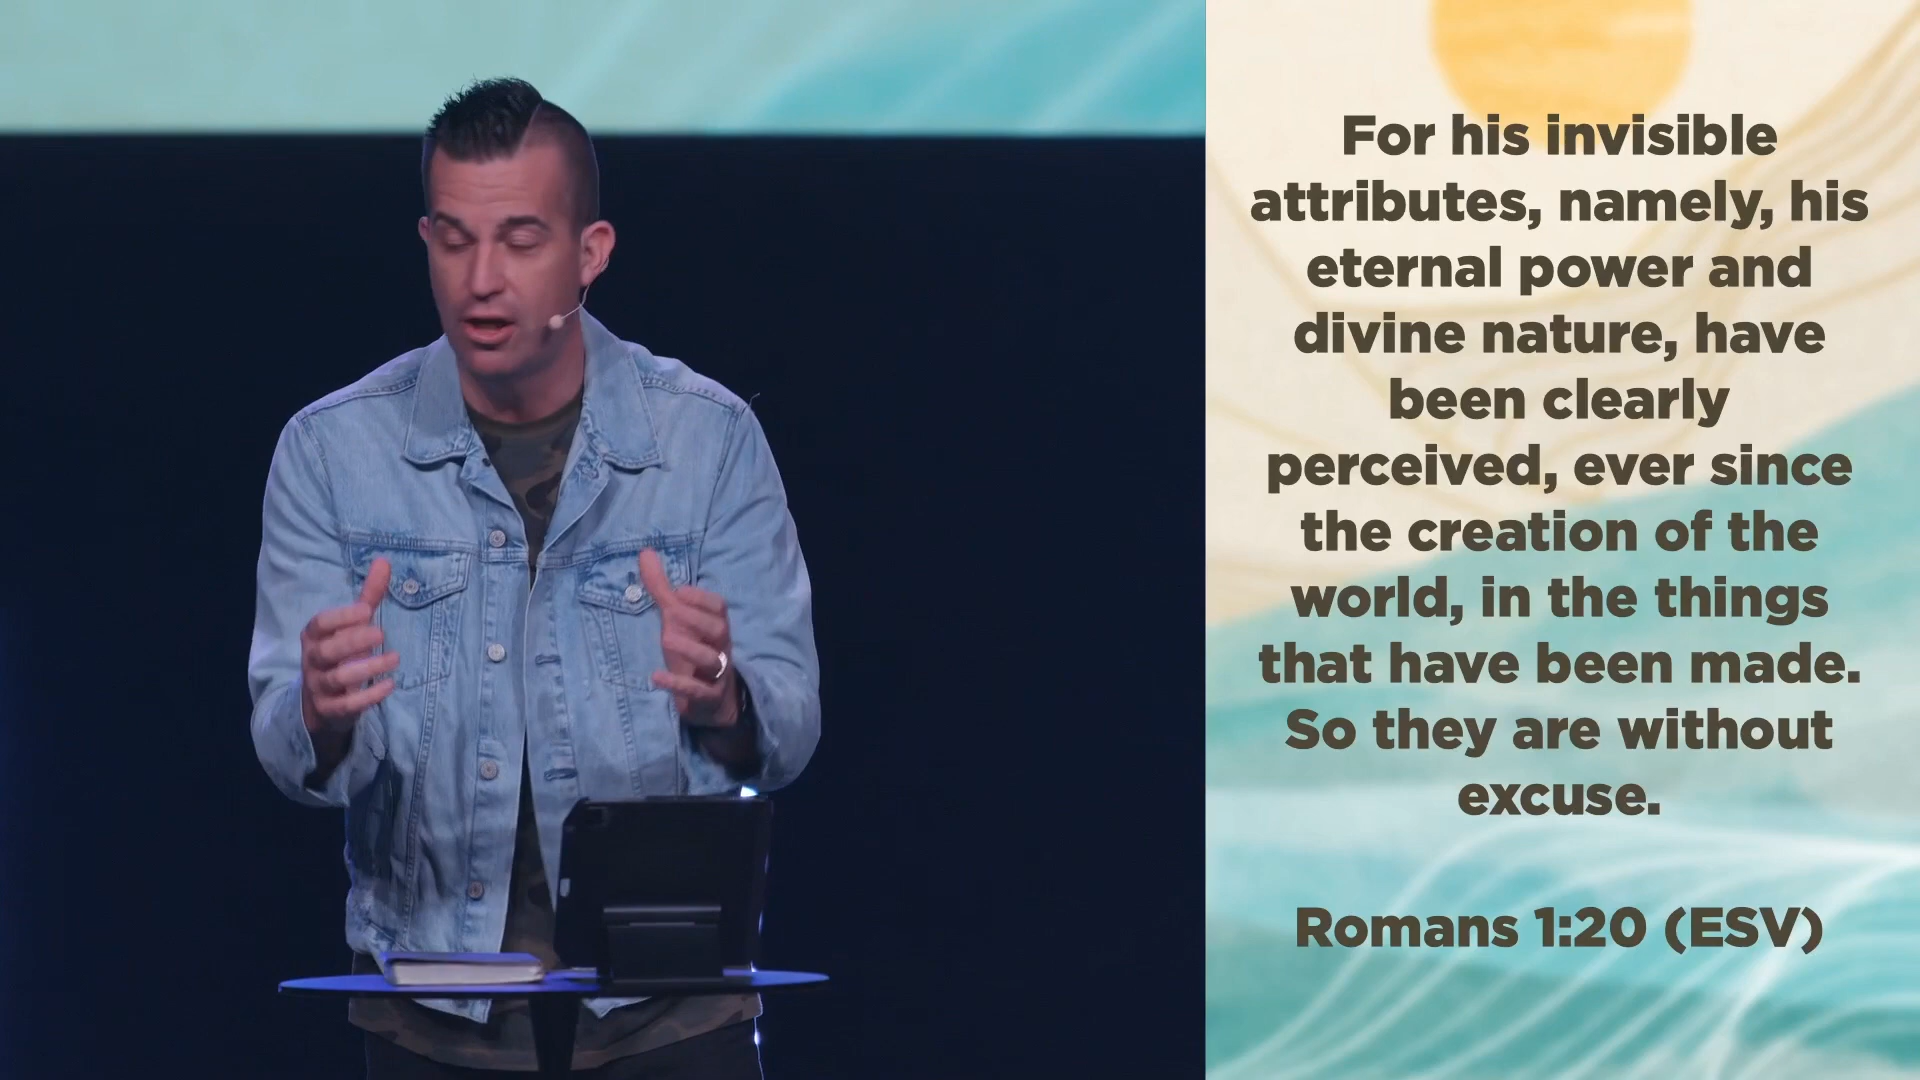 For his invisible
attributes, namely, his
eternal power and
divine nature, have
been clearly
perceived, ever since
the creation of the
world, in the things
that have been made.
So they are without
excuse.
Romans 1:20 (ESV)